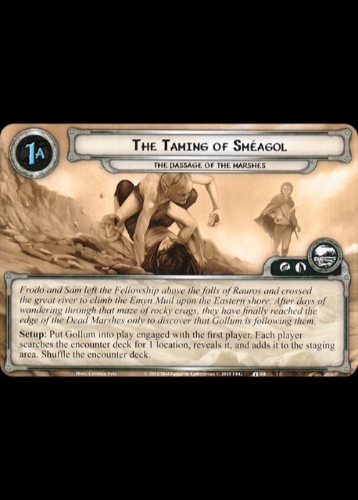 1A
The Taming of Sméagol
The Passage of the Marshes
Frodo and Sam left the Fellowship above the falls of Rauros and crossed
the great river to climb the Emyn Muil upon the Eastern shore. After days of
wandering through that maze of rocky crags, they have finally reached the
edge of the Dead Marshes only to discover that Gollum is following them.
Setup: Put Gollum into play engaged with the first player. Each player
searches the encounter deck for 1 location, reveals it, and adds it to the staging
area. Shuffle the encounter deck.